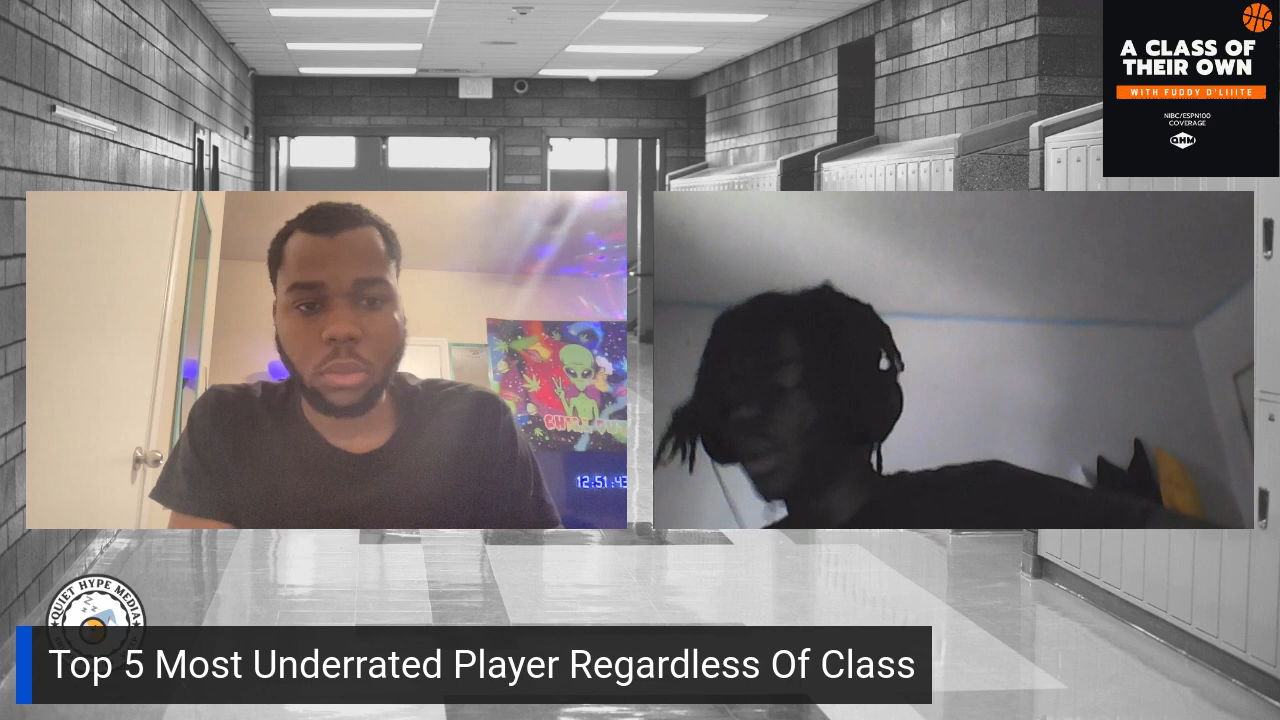 A CLASS OF
THEIR OWN
WITH FUDDY D'LIIITE
NIBC/ESPN100
COVERAGE
QHM
12:51:43
QUIET HYPE MEDIA
Top 5 Most Underrated Player Regardless Of Class